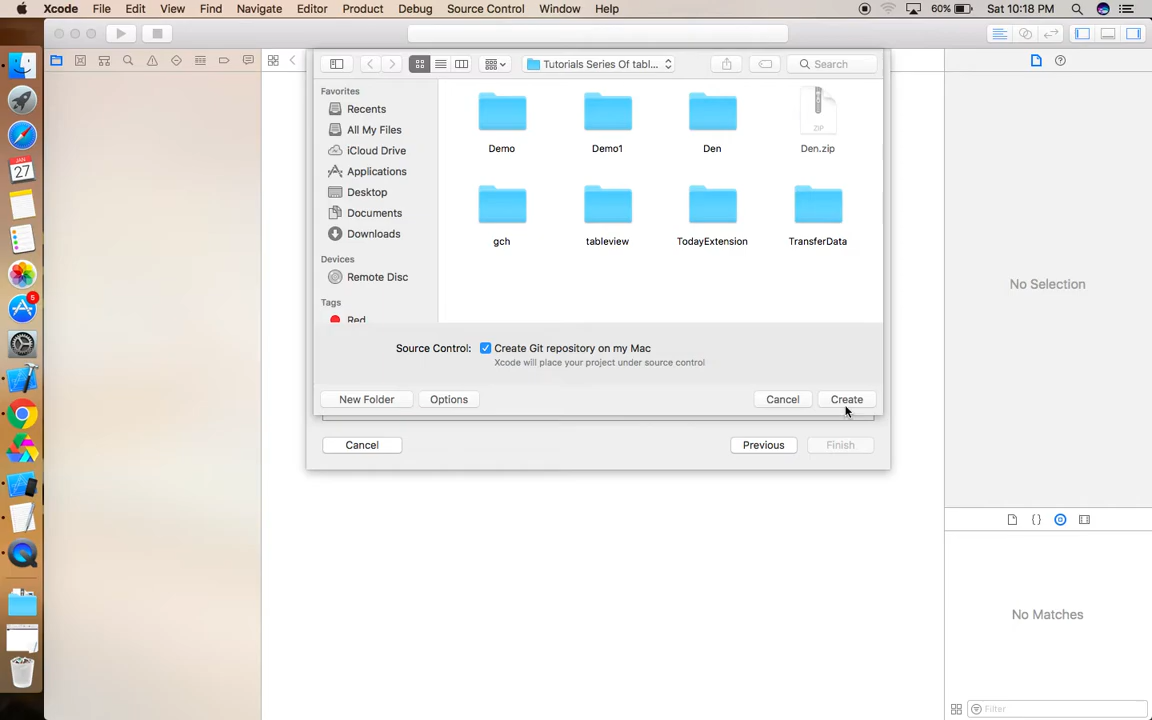 Xcode File Edit View Find Navigate Editor Product Debug Source Control Window Help 60% Sat 10:18 PM
Tutorials Series Of tabl... Search
Favorites
Recents
All My Files
iCloud Drive
Applications
Desktop
Documents
Downloads
Devices
Remote Disc
Tags
Red
Demo Demo1 Den Den.zip
ZIP
gch tableview TodayExtension TransferData
Source Control: Create Git repository on my Mac
Xcode will place your project under source control
New Folder Options Cancel Create
Cancel Previous Finish
No Selection
No Matches
Filter
JAN
27
5